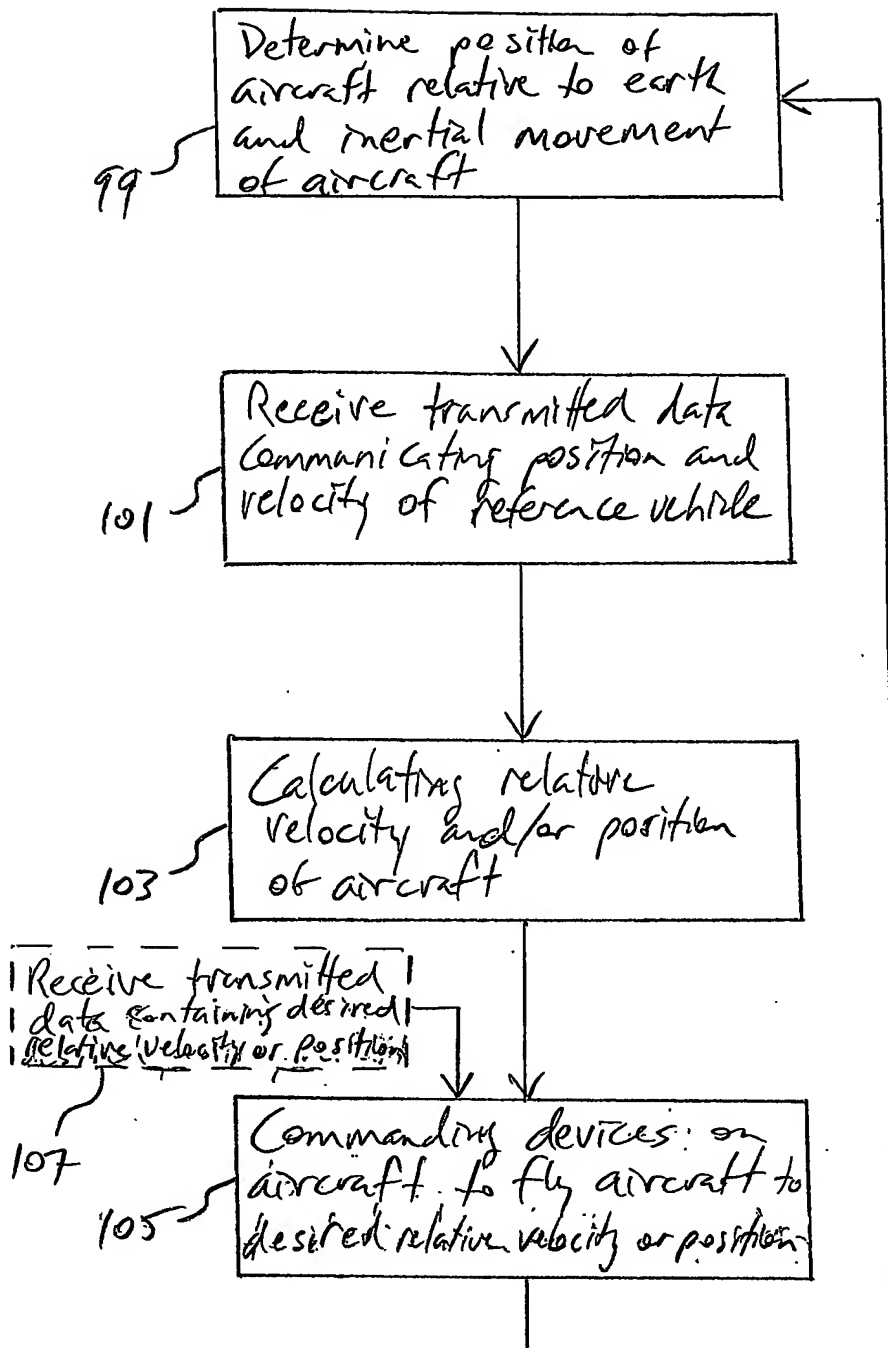 Determine position of
aircraft relative to earth
and inertial movement
of aircraft
99
Receive transmitted data
communicating position and
velocity of reference vehicle
101
Calculating relative
velocity and/or position
of aircraft
103
Receive transmitted
data containing desired
relative velocity or position
107
Commanding devices on
aircraft to fly aircraft to
desired relative velocity or position
105